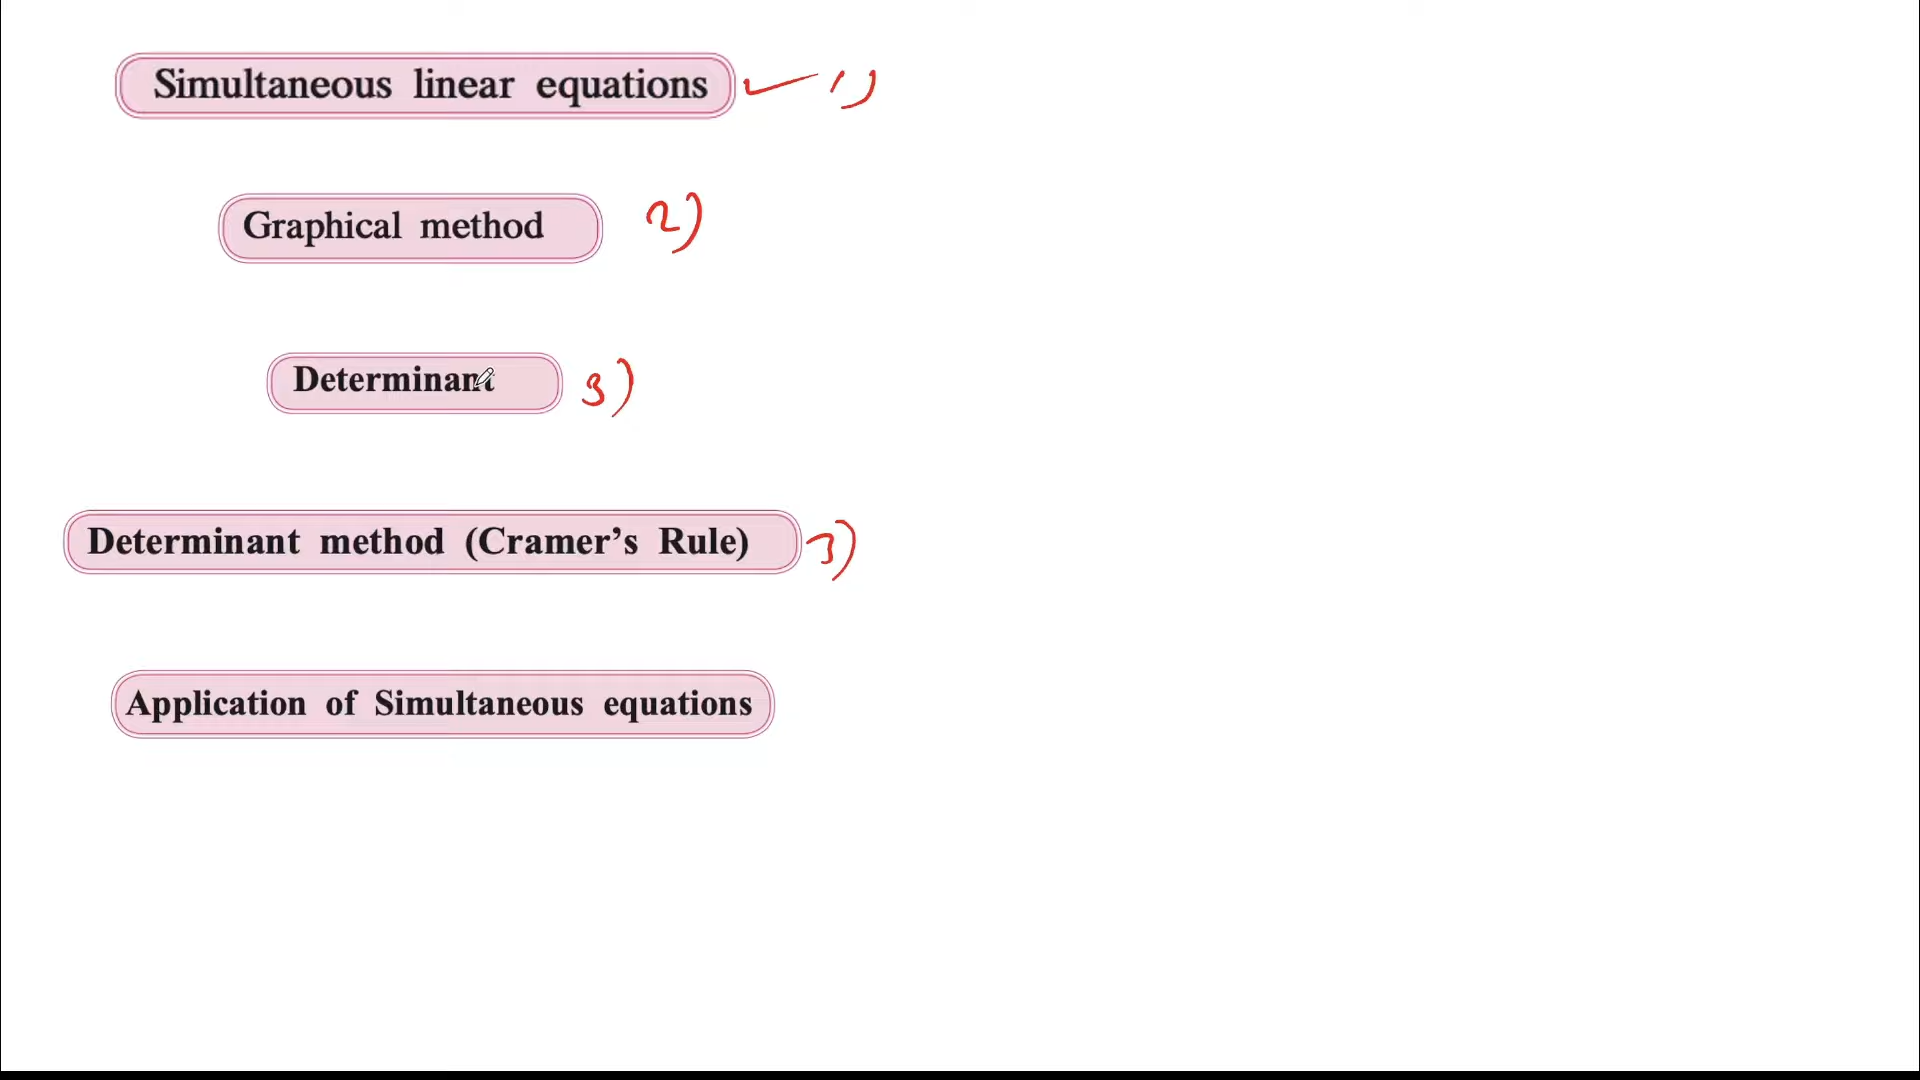 Simultaneous linear equations 1)
Graphical method 2)
Determinant 3)
Determinant method (Cramer's Rule) 3)
Application of Simultaneous equations